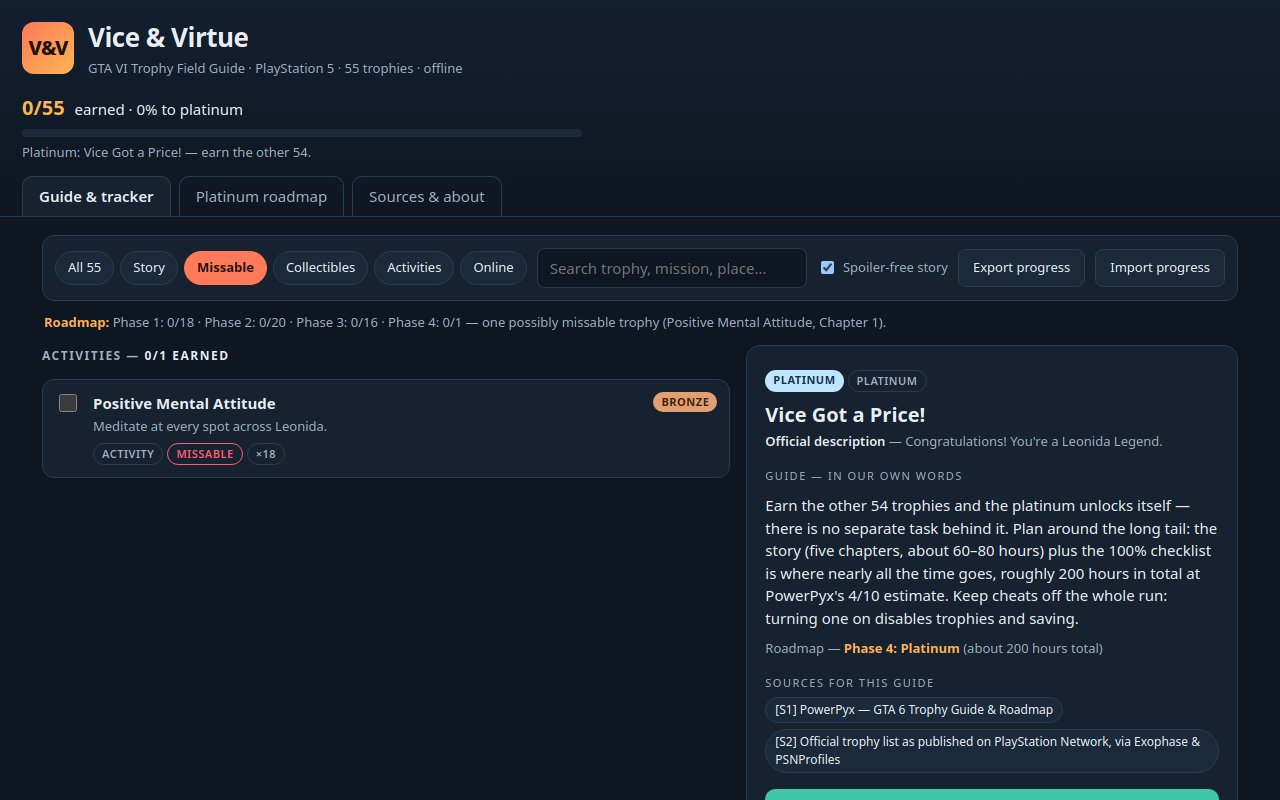 V&V
Vice & Virtue
GTA VI Trophy Field Guide · PlayStation 5 · 55 trophies · offline
0/55 earned · 0% to platinum
Platinum: Vice Got a Price! — earn the other 54.
Guide & tracker
Platinum roadmap
Sources & about
All 55
Story
Missable
Collectibles
Activities
Online
Search trophy, mission, place...
Spoiler-free story
Export progress
Import progress
Roadmap: Phase 1: 0/18 · Phase 2: 0/20 · Phase 3: 0/16 · Phase 4: 0/1 — one possibly missable trophy (Positive Mental Attitude, Chapter 1).
ACTIVITIES — 0/1 EARNED
Positive Mental Attitude
BRONZE
Meditate at every spot across Leonida.
ACTIVITY
MISSABLE
×18
PLATINUM
PLATINUM
Vice Got a Price!
Official description — Congratulations! You're a Leonida Legend.
GUIDE — IN OUR OWN WORDS
Earn the other 54 trophies and the platinum unlocks itself —
there is no separate task behind it. Plan around the long tail: the
story (five chapters, about 60–80 hours) plus the 100% checklist
is where nearly all the time goes, roughly 200 hours in total at
PowerPyx's 4/10 estimate. Keep cheats off the whole run:
turning one on disables trophies and saving.
Roadmap — Phase 4: Platinum (about 200 hours total)
SOURCES FOR THIS GUIDE
[S1] PowerPyx — GTA 6 Trophy Guide & Roadmap
[S2] Official trophy list as published on PlayStation Network, via Exophase &
PSNProfiles